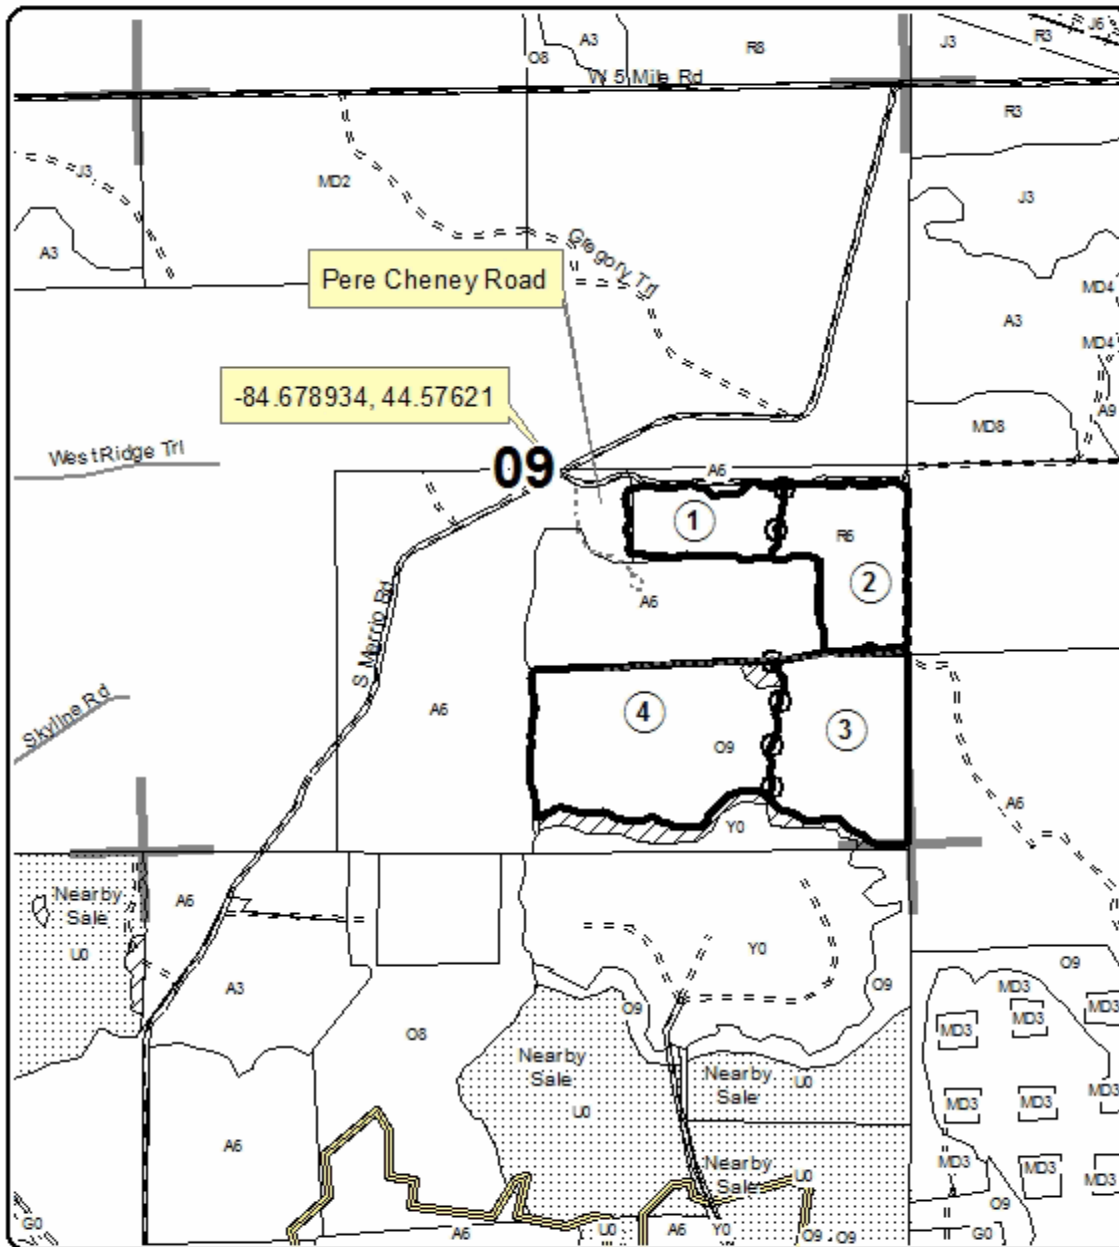 J6
A3
R8
J3
R3
O8
W 5 Mile Rd
R3
J3
MD2
J3
A3
Gregory Trl
Pere Cheney Road
MD4
A3
MD4
-84.678934, 44.57621
A9
MD8
West Ridge Trl
09
A6
1
R6
2
A6
S Merrio Rd
Skyline Rd
A6
4
3
O9
A6
Y0
Nearby
Sale
A6
U0
Y0
O9
A3
O9
O9
MD3
MD3
MD3
MD3
O8
Nearby
Sale
U0
Nearby
Sale
U0
MD3
MD3
MD3
A6
Nearby
Sale
U0
MD3
MD3
MD3
G0
A6
U0
A6
Y0
O9
O9
O9
G0